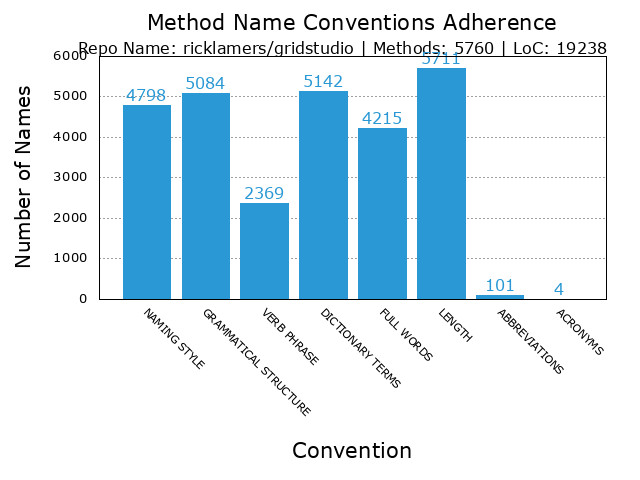 Method Name Conventions Adherence
Repo Name: ricklamers/gridstudio | Methods: 5760 | LoC: 19238
6000
5000
4000
3000
2000
1000
0
Number of Names
4798
5084
2369
5142
4215
5711
101
4
NAMING STYLE
GRAMMATICAL STRUCTURE
VERB PHRASE
DICTIONARY TERMS
FULL WORDS
LENGTH
ABBREVIATIONS
ACRONYMS
Convention